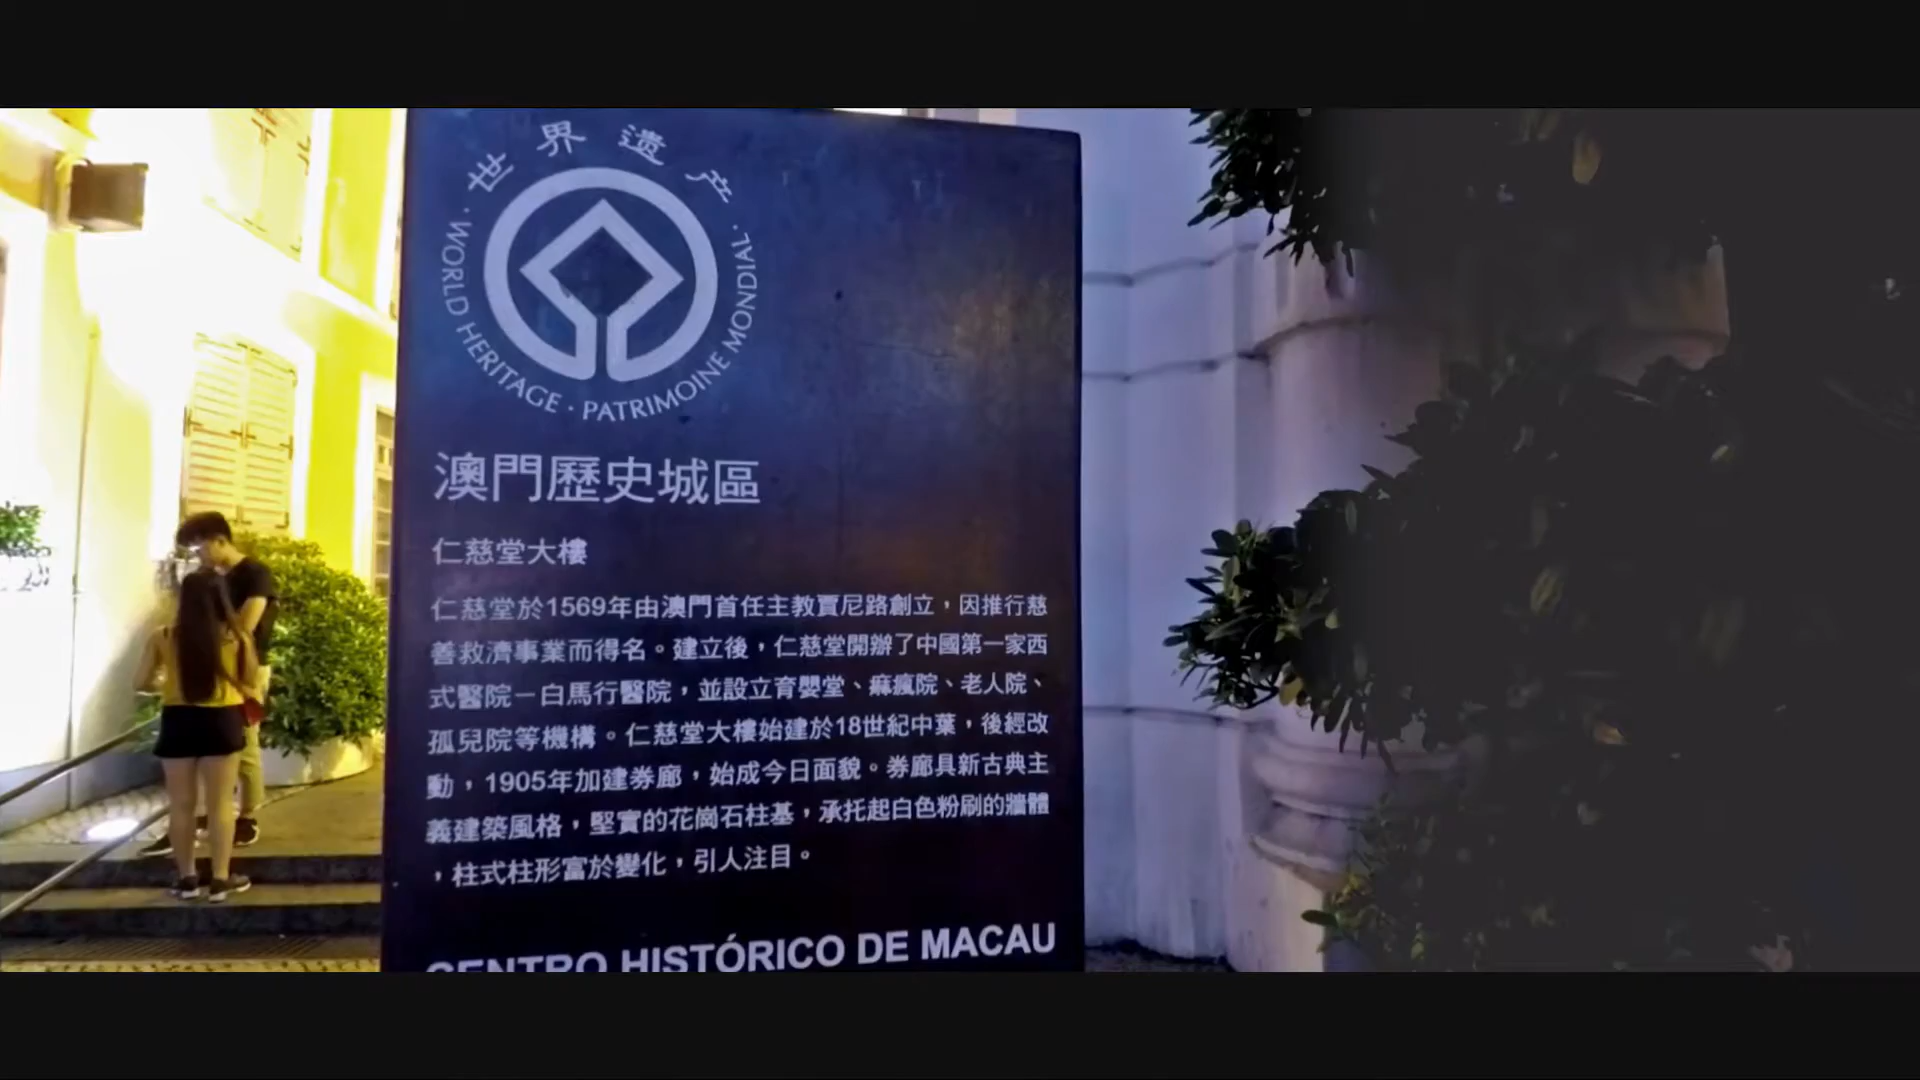 世界遗产
· WORLD HERITAGE · PATRIMOINE MONDIAL ·
澳門歷史城區
仁慈堂大樓
仁慈堂於1569年由澳門首任主教賈尼路創立，因推行慈
善救濟事業而得名。建立後，仁慈堂開辦了中國第一家西
式醫院－白馬行醫院，並設立育嬰堂、麻瘋院、老人院、
孤兒院等機構。仁慈堂大樓始建於18世紀中葉，後經改
動，1905年加建券廊，始成今日面貌。券廊具新古典主
義建築風格，堅實的花崗石柱基，承托起白色粉刷的牆體
，柱式柱形富於變化，引人注目。
CENTRO HISTÓRICO DE MACAU